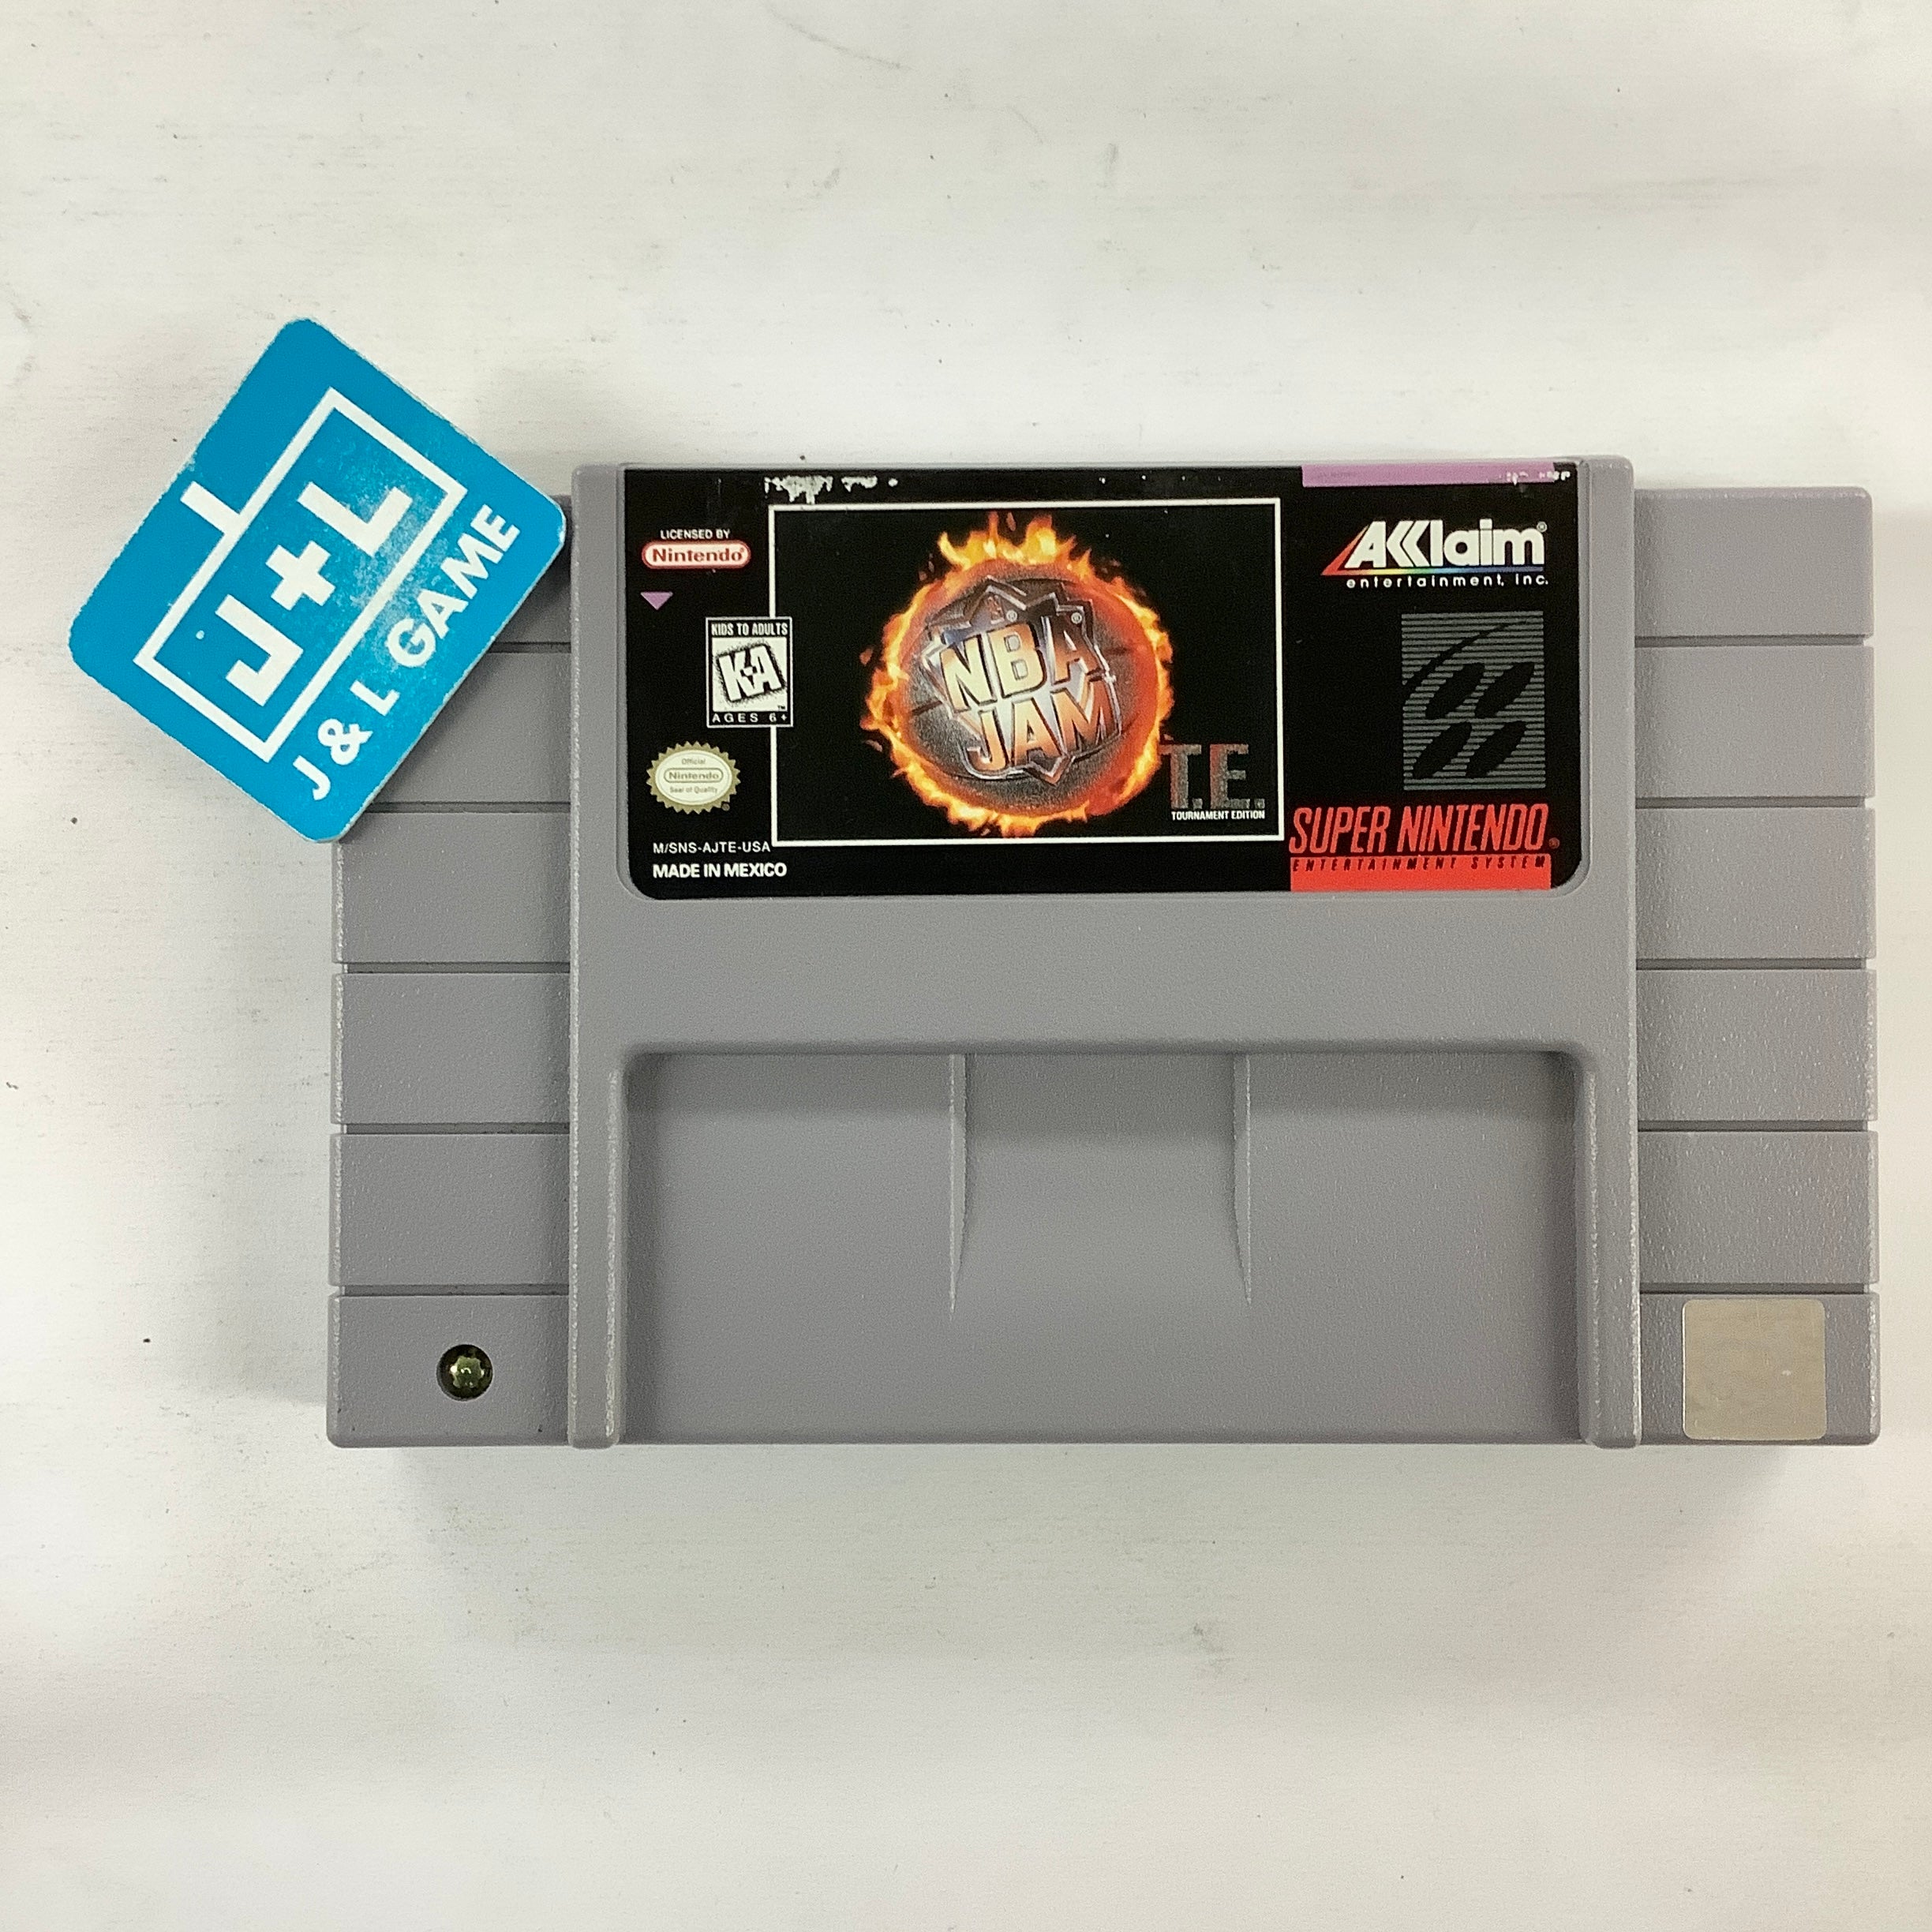 J+L
J & L GAME
LICENSED BY
Nintendo®
KIDS TO ADULTS
K-A
AGES 6+
Official
Nintendo
Seal of Quality
M/SNS-AJTE-USA
MADE IN MEXICO
NBA
JAM
T.E.
TOURNAMENT EDITION
AKKlaim®
entertainment, inc.
SUPER NINTENDO®
ENTERTAINMENT SYSTEM